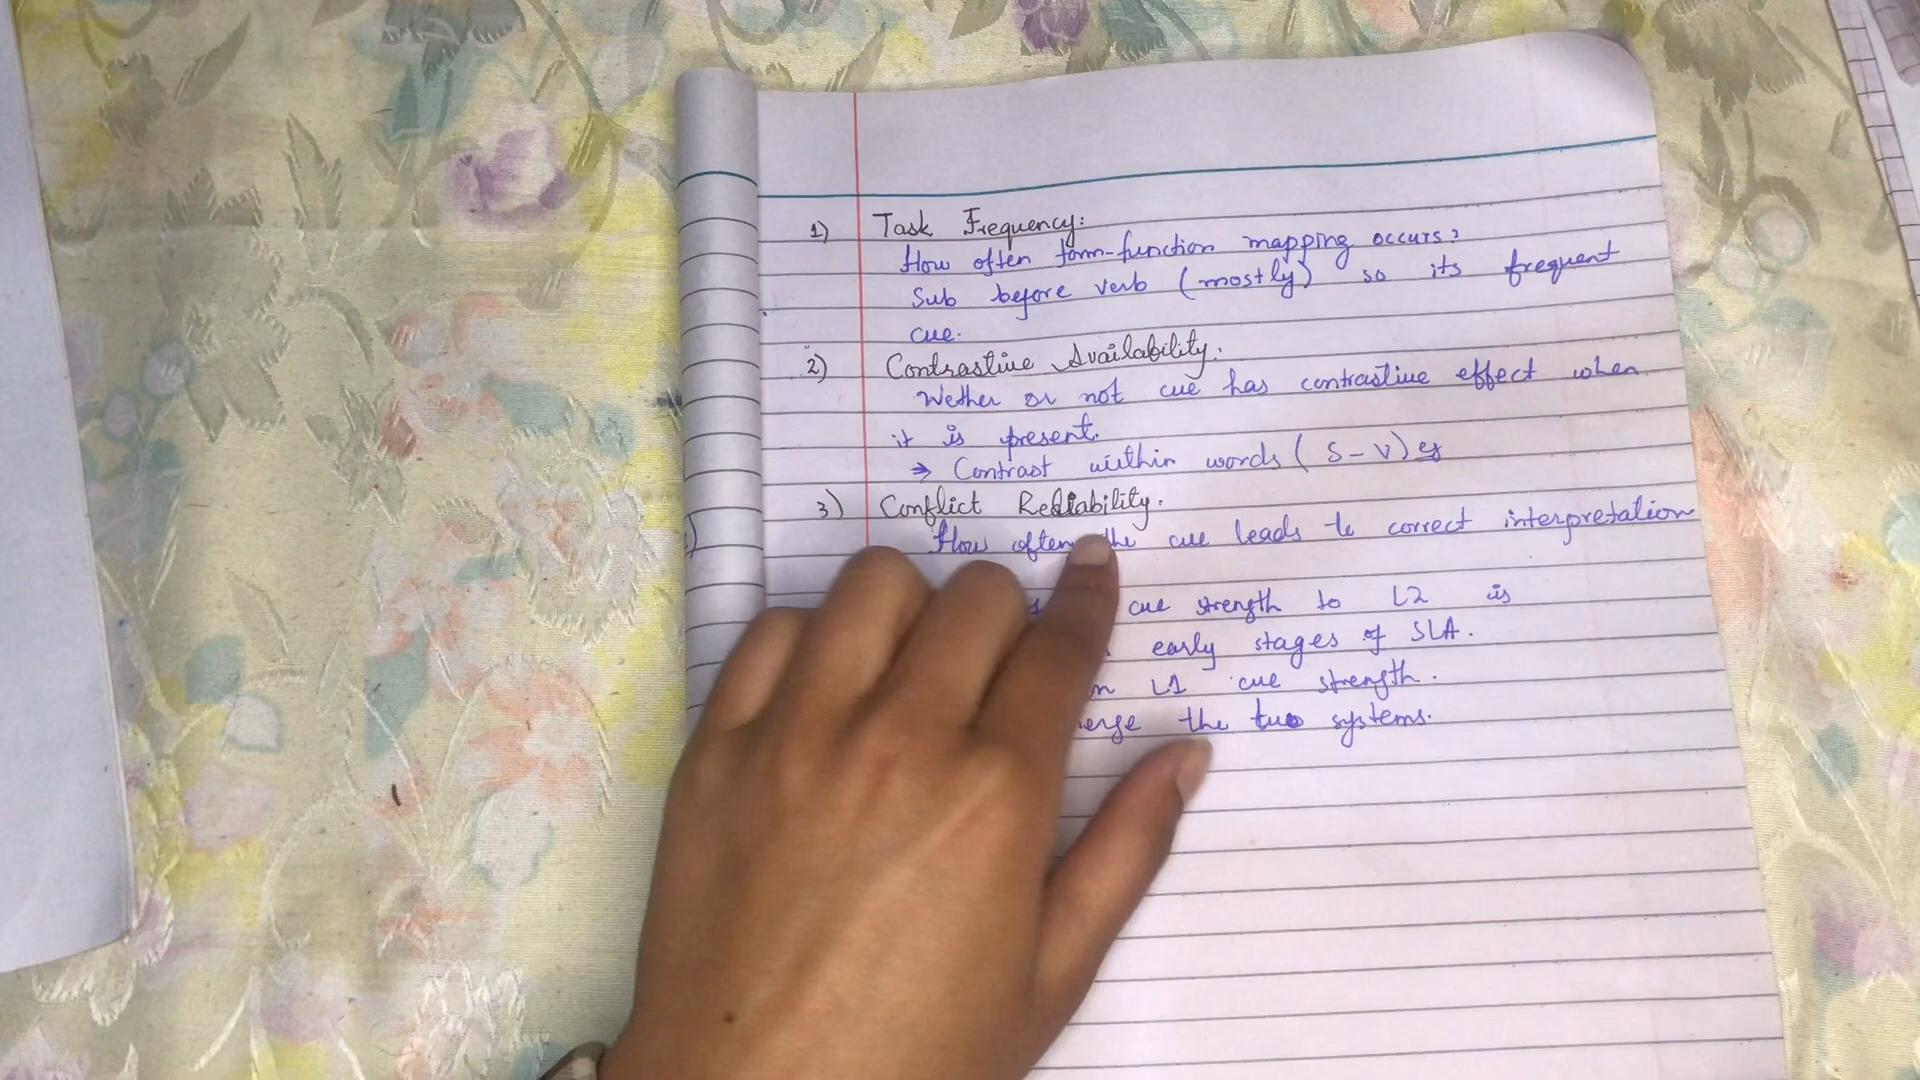 1) Task Frequency:
How often form-function mapping occurs?
Sub before verb (mostly) so its frequent
cue.
2) Contrastive Availability.
Wether or not cue has contrastive effect when
it is present.
→ Contrast within words (S-V) eg
3) Conflict Reliability.
How often the cue leads to correct interpretation
cue strength to L2 is
early stages of SLA.
L1 cue strength.
the two systems.